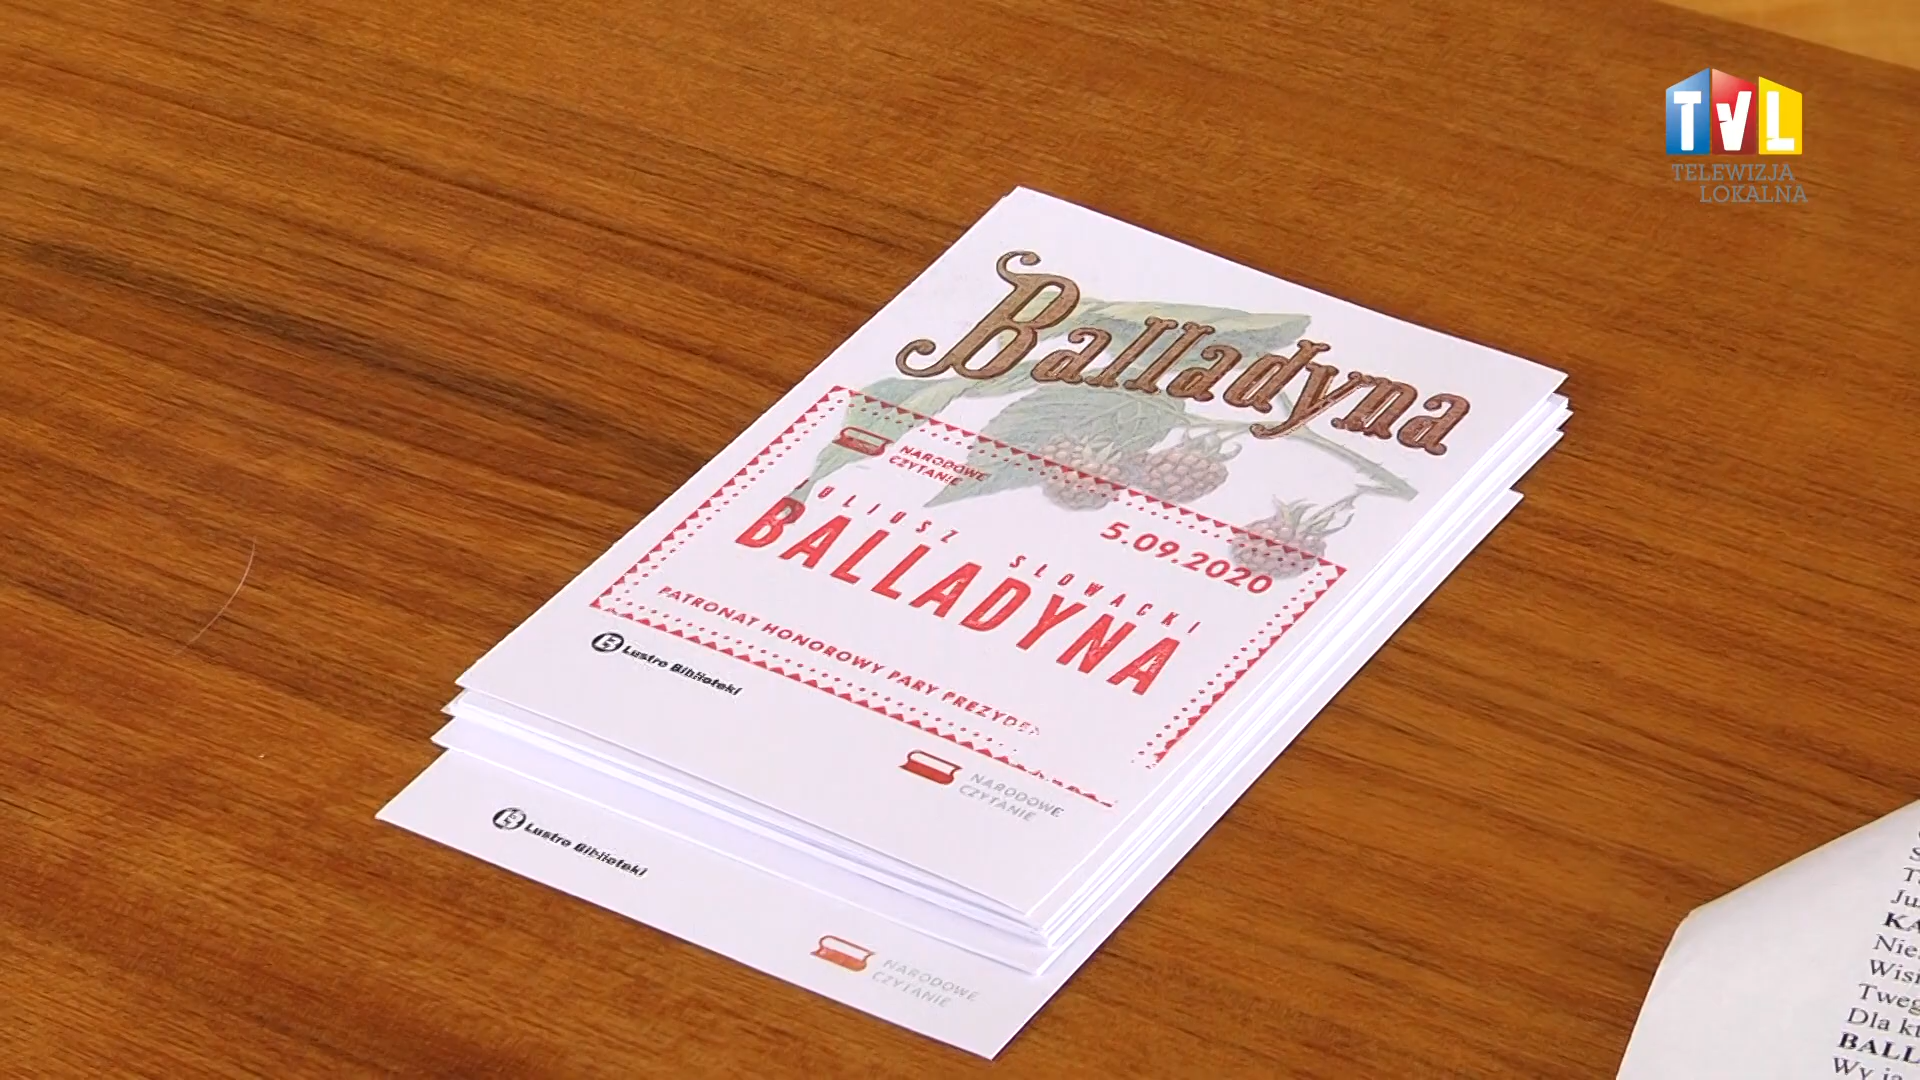 TVL
TELEWIZJA
LOKALNA
Balladyna
NARODOWE
CZYTANIE
5.09.2020
JULIUSZ SŁOWACKI
BALLADYNA
PATRONAT HONOROWY PARY
Lustro Biblioteki
NARODOWE
CZYTANIE
Lustro Biblioteki
NARODOWE
CZYTANIE
Dla